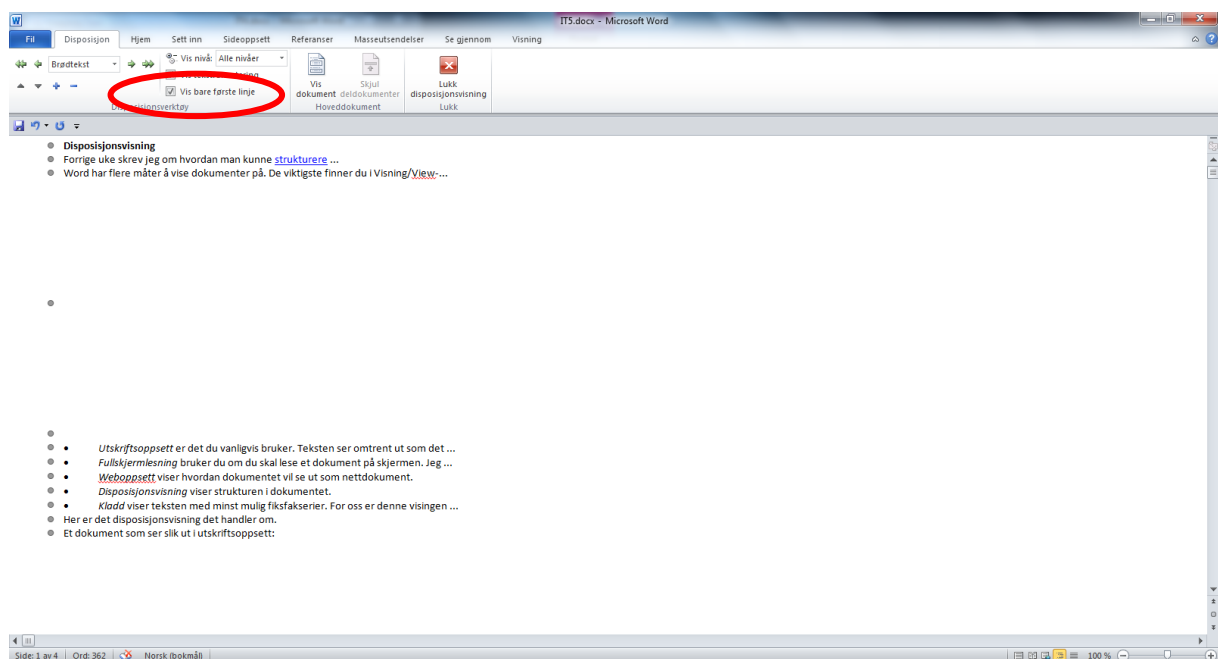 IT5.docx - Microsoft Word
Fil Disposisjon Hjem Sett inn Sideoppsett Referanser Masseutsendelser Se gjennom Visning
Brødtekst Vis nivå: Alle nivåer
Vis bare første linje
Vis dokument Skjul deldokumenter Lukk disposisjonsvisning
Disposisjonsverktøy Hoveddokument Lukk
Disposisjonsvisning
Forrige uke skrev jeg om hvordan man kunne strukturere ...
Word har flere måter å vise dokumenter på. De viktigste finner du i Visning/View-...
• Utskriftsoppsett er det du vanligvis bruker. Teksten ser omtrent ut som det ...
• Fullskjermlesning bruker du om du skal lese et dokument på skjermen. Jeg ...
• Weboppsett viser hvordan dokumentet vil se ut som nettdokument.
• Disposisjonsvisning viser strukturen i dokumentet.
• Kladd viser teksten med minst mulig fiksfakserier. For oss er denne visingen ...
Her er det disposisjonsvisning det handler om.
Et dokument som ser slik ut i utskriftsoppsett:
Side: 1 av 4 Ord: 362 Norsk (bokmål) 100 %